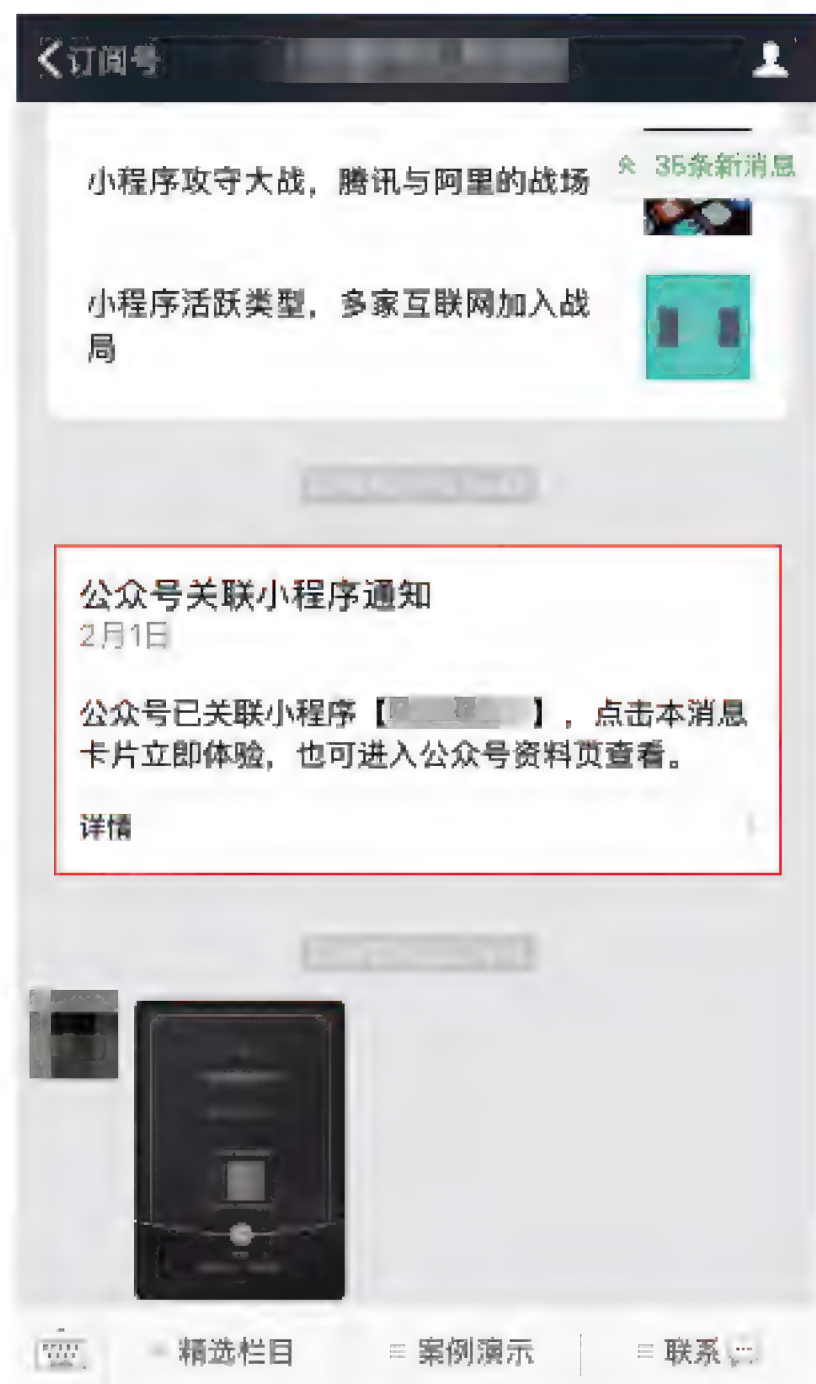 订阅号
36条新消息
小程序攻守大战，腾讯与阿里的战场
小程序活跃类型，多家互联网加入战
局
公众号关联小程序通知
2月1日
公众号已关联小程序【】，点击本消息
卡片立即体验，也可进入公众号资料页查看。
详情
精选栏目
案例演示
联系